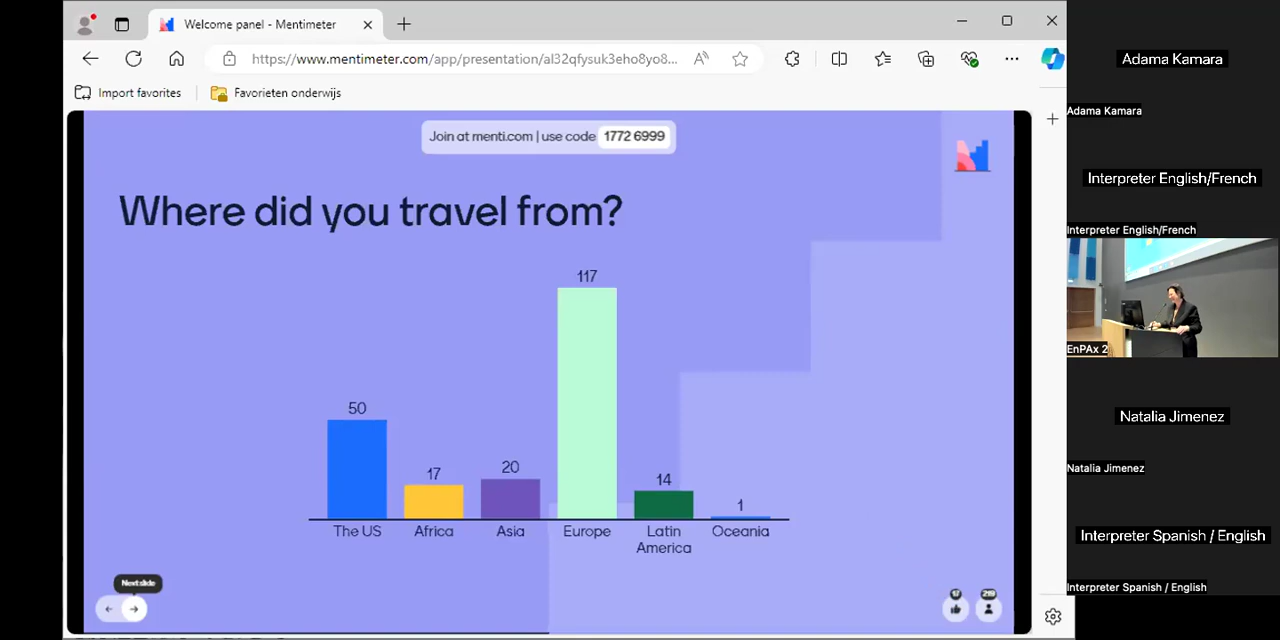 Welcome panel - Mentimeter
https://www.mentimeter.com/app/presentation/al32qfysuk3eho8yo8...
Import favorites
Favorieten onderwijs
Join at menti.com | use code 1772 6999
Where did you travel from?
117
50
17
20
14
1
The US
Africa
Asia
Europe
Latin
America
Oceania
Next slide
17
219
Adama Kamara
Adama Kamara
Interpreter English/French
Interpreter English/French
EnPAx 2
Natalia Jimenez
Natalia Jimenez
Interpreter Spanish / English
Interpreter Spanish / English